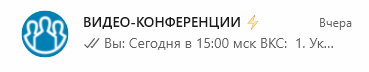 ВИДЕО-КОНФЕРЕНЦИИ ⚡ Вчера
Вы: Сегодня в 15:00 мск ВКС: 1. Ук...